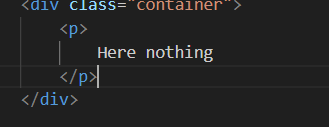 <div class="container">
<p>
Here nothing
</p>
</div>